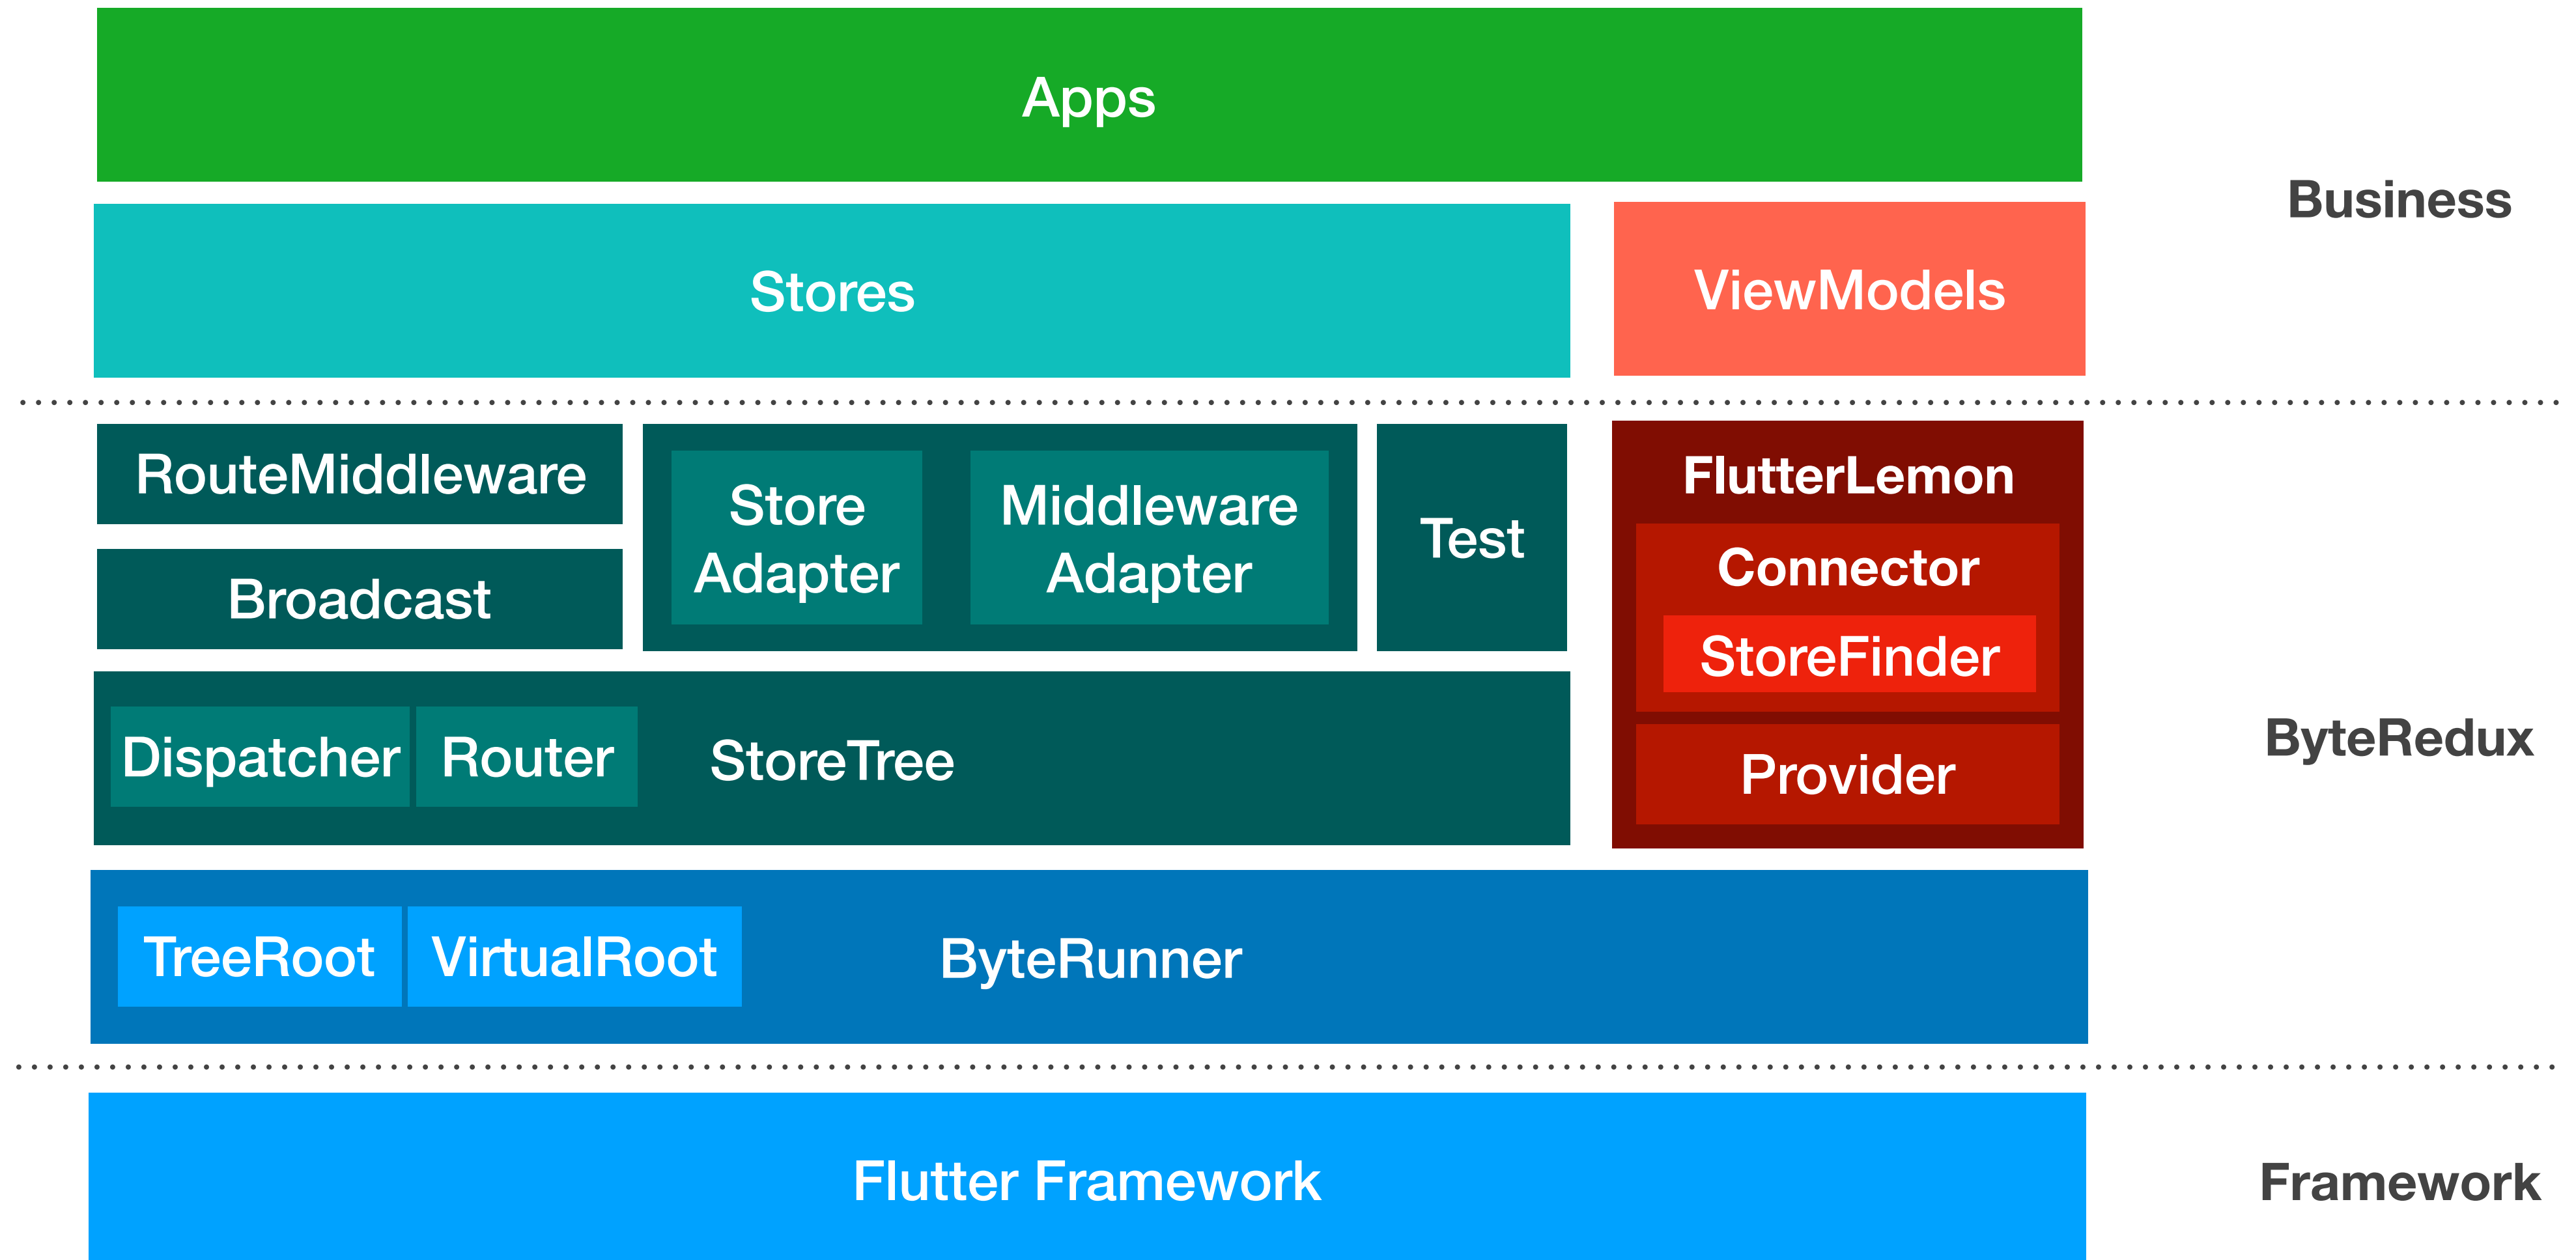 Apps
Business
Stores
ViewModels
RouteMiddleware
Broadcast
Store
Adapter
Middleware
Adapter
Test
FlutterLemon
Connector
StoreFinder
Provider
Dispatcher
Router
StoreTree
ByteRedux
TreeRoot
VirtualRoot
ByteRunner
Flutter Framework
Framework